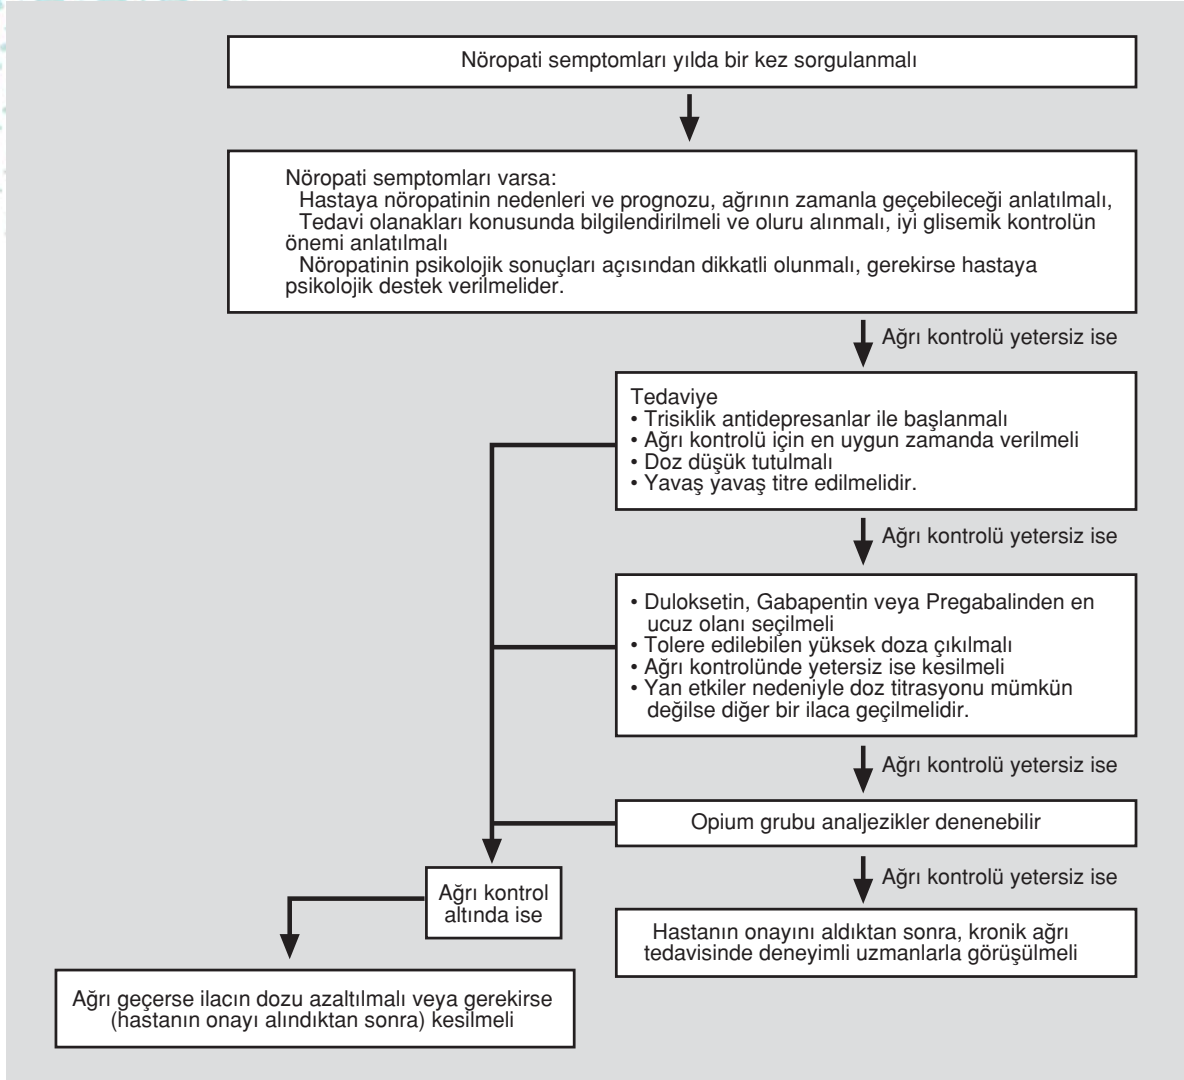 Nöropati semptomları yılda bir kez sorgulanmalı
Nöropati semptomları varsa:
Hastaya nöropatinin nedenleri ve prognozu, ağrının zamanla geçebileceği anlatılmalı,
Tedavi olanakları konusunda bilgilendirilmeli ve oluru alınmalı, iyi glisemik kontrolün
önemi anlatılmalı
Nöropatinin psikolojik sonuçları açısından dikkatli olunmalı, gerekirse hastaya
psikolojik destek verilmelider.
Ağrı kontrolü yetersiz ise
Tedaviye
• Trisiklik antidepresanlar ile başlanmalı
• Ağrı kontrolü için en uygun zamanda verilmeli
• Doz düşük tutulmalı
• Yavaş yavaş titre edilmelidir.
Ağrı kontrolü yetersiz ise
• Duloksetin, Gabapentin veya Pregabalinden en
ucuz olanı seçilmeli
• Tolere edilebilen yüksek doza çıkılmalı
• Ağrı kontrolünde yetersiz ise kesilmeli
• Yan etkiler nedeniyle doz titrasyonu mümkün
değilse diğer bir ilaca geçilmelidir.
Ağrı kontrolü yetersiz ise
Opium grubu analjezikler denenebilir
Ağrı kontrolü yetersiz ise
Hastanın onayını aldıktan sonra, kronik ağrı
tedavisinde deneyimli uzmanlarla görüşülmeli
Ağrı kontrol
altında ise
Ağrı geçerse ilacın dozu azaltılmalı veya gerekirse
(hastanın onayı alındıktan sonra) kesilmeli